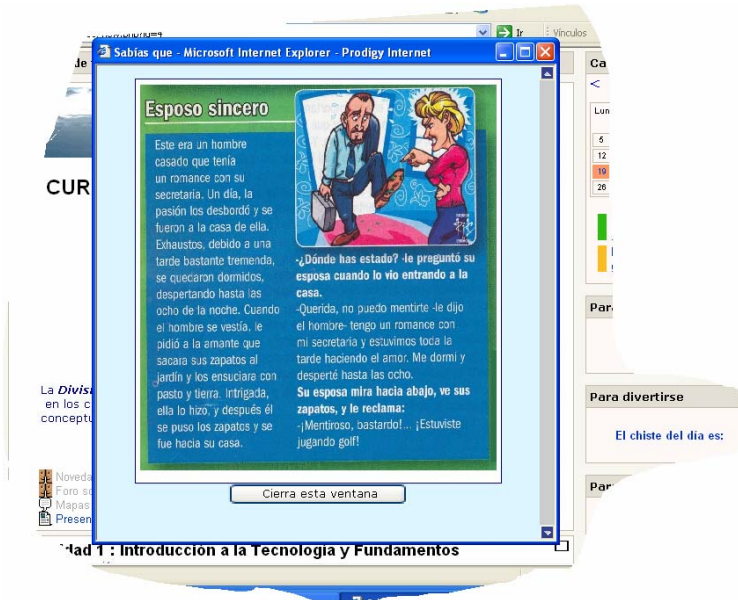 Ir
Vínculos
Sabías que - Microsoft Internet Explorer - Prodigy Internet
Esposo sincero
Este era un hombre
casado que tenía
un romance con su
secretaria. Un día, la
pasión los desbordó y se
fueron a la casa de ella.
Exhaustos, debido a una
tarde bastante tremenda,
se quedaron dormidos,
despertando hasta las
ocho de la noche. Cuando
el hombre se vestía, le
pidió a la amante que
sacara sus zapatos al
jardín y los ensuciara con
pasto y tierra. Intrigada,
ella lo hizo, y después él
se puso los zapatos y se
fue hacia su casa.
-¿Dónde has estado? -le preguntó su
esposa cuando lo vio entrando a la
casa.
-Querida, no puedo mentirte -le dijo
el hombre- tengo un romance con
mi secretaria y estuvimos toda la
tarde haciendo el amor. Me dormí y
desperté hasta las ocho.
Su esposa mira hacia abajo, ve sus
zapatos, y le reclama:
-¡Mentiroso, bastardo!... ¡Estuviste
jugando golf!
Cierra esta ventana
CUR
La Divisi
en los c
conceptu
Noveda
Foro so
Mapas
Presen
dad 1 : Introducción a la Tecnología y Fundamentos
Ca
<
Lun
5
12
19
26
Para
Para divertirse
El chiste del día es:
Par